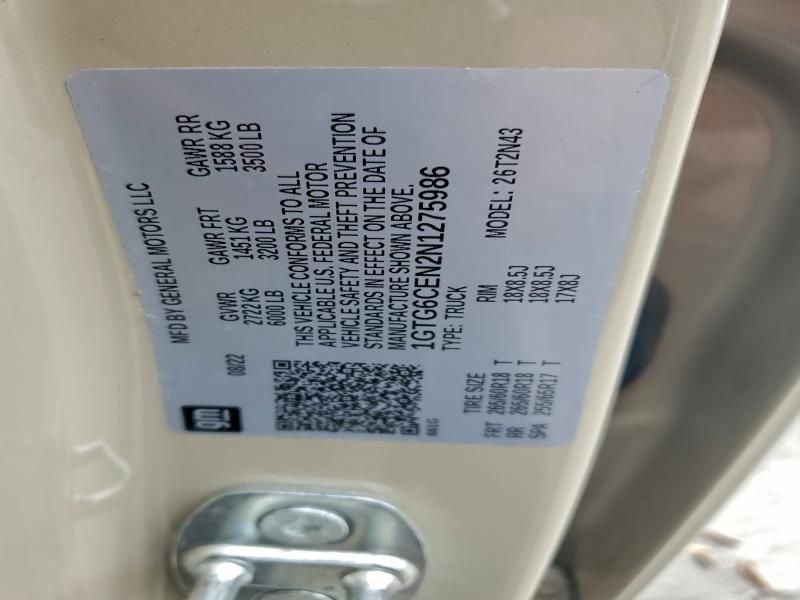 MFD BY GENERAL MOTORS LLC
gm
08/22
GVWR GAWR FRT GAWR RR
2722 KG 1451 KG 1588 KG
6000 LB 3200 LB 3500 LB
THIS VEHICLE CONFORMS TO ALL
APPLICABLE U.S. FEDERAL MOTOR
VEHICLE SAFETY AND THEFT PREVENTION
STANDARDS IN EFFECT ON THE DATE OF
MANUFACTURE SHOWN ABOVE.
1GTG6CEN2N1275986
TYPE: TRUCK MODEL: 26T2N43
TIRE SIZE RIM
FRT 265/60R18 T 18X8.5J
RR 265/60R18 T 18X8.5J
SPA 255/65R17 T 17X8J